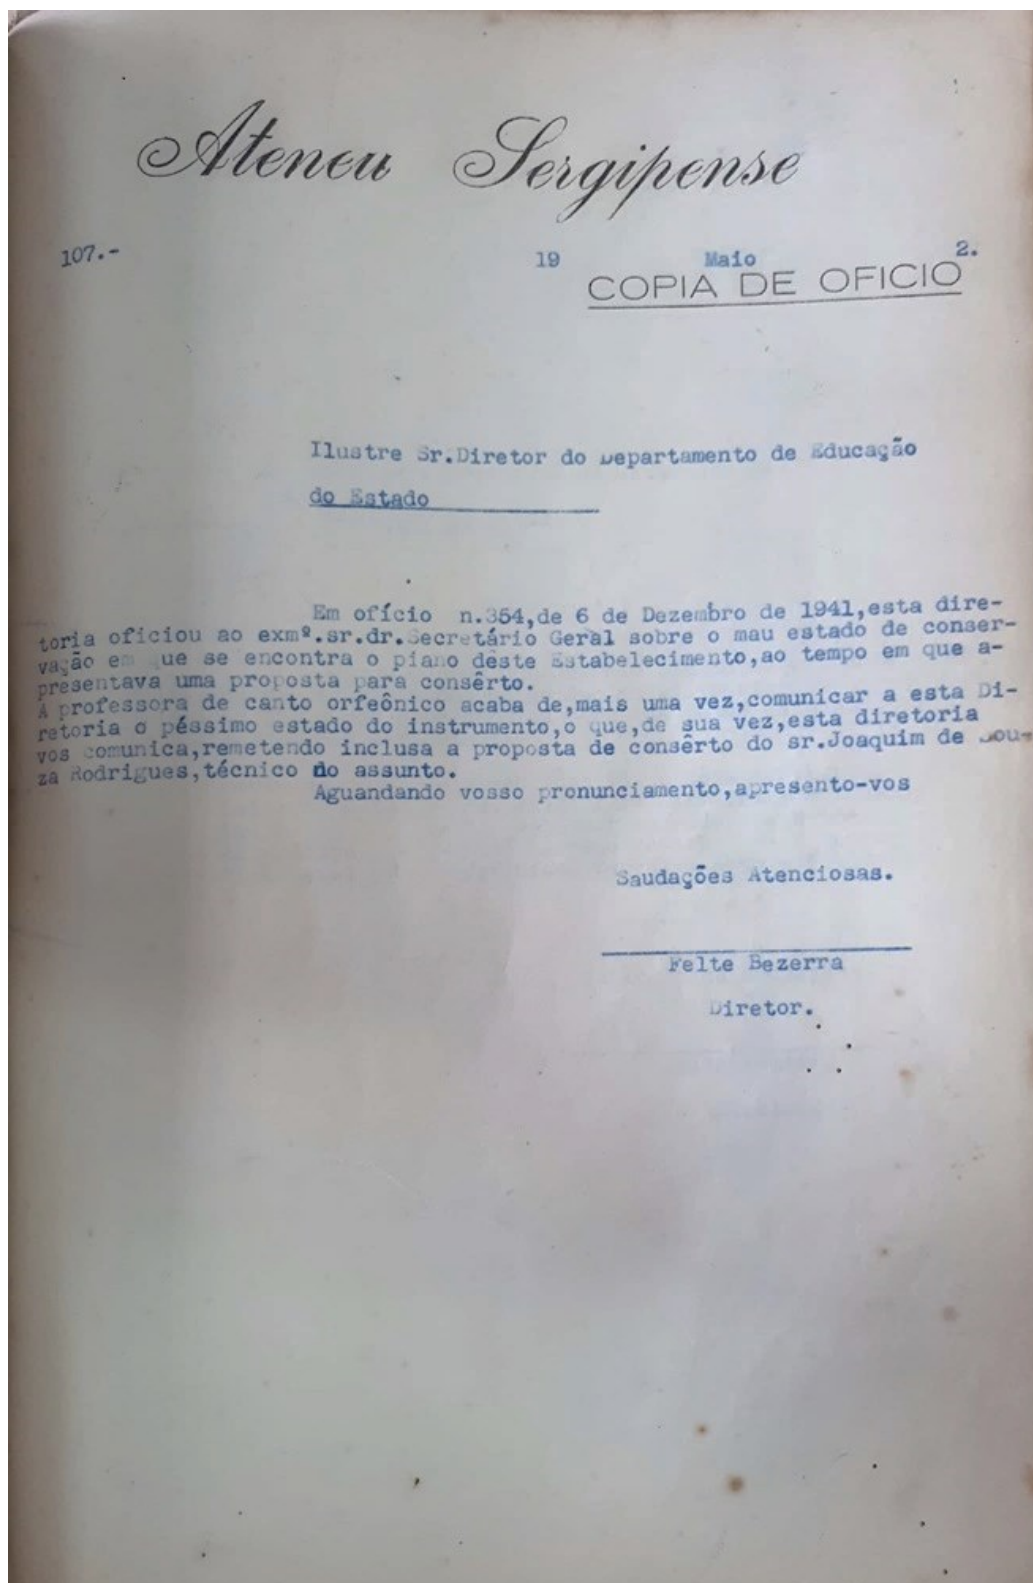 Ateneu Sergipense
107.- 19 Maio 2.
COPIA DE OFICIO
Ilustre Sr.Diretor do Departamento de Educação
do Estado
Em ofício n.354,de 6 de Dezembro de 1941,esta dire-
toria oficiou ao exmº.sr.dr.Secretário Geral sobre o mau estado de conser-
vação em que se encontra o piano dêste Estabelecimento,ao tempo em que a-
presentava uma proposta para consêrto.
A professora de canto orfeônico acaba de,mais uma vez,comunicar a esta Di-
retoria o péssimo estado do instrumento,o que,de sua vez,esta diretoria
vos comunica,remetendo inclusa a proposta de consêrto do sr.Joaquim de Sou-
za Rodrigues,técnico do assunto.
Aguandando vosso pronunciamento,apresento-vos
Saudações Atenciosas.
Felte Bezerra
Diretor.